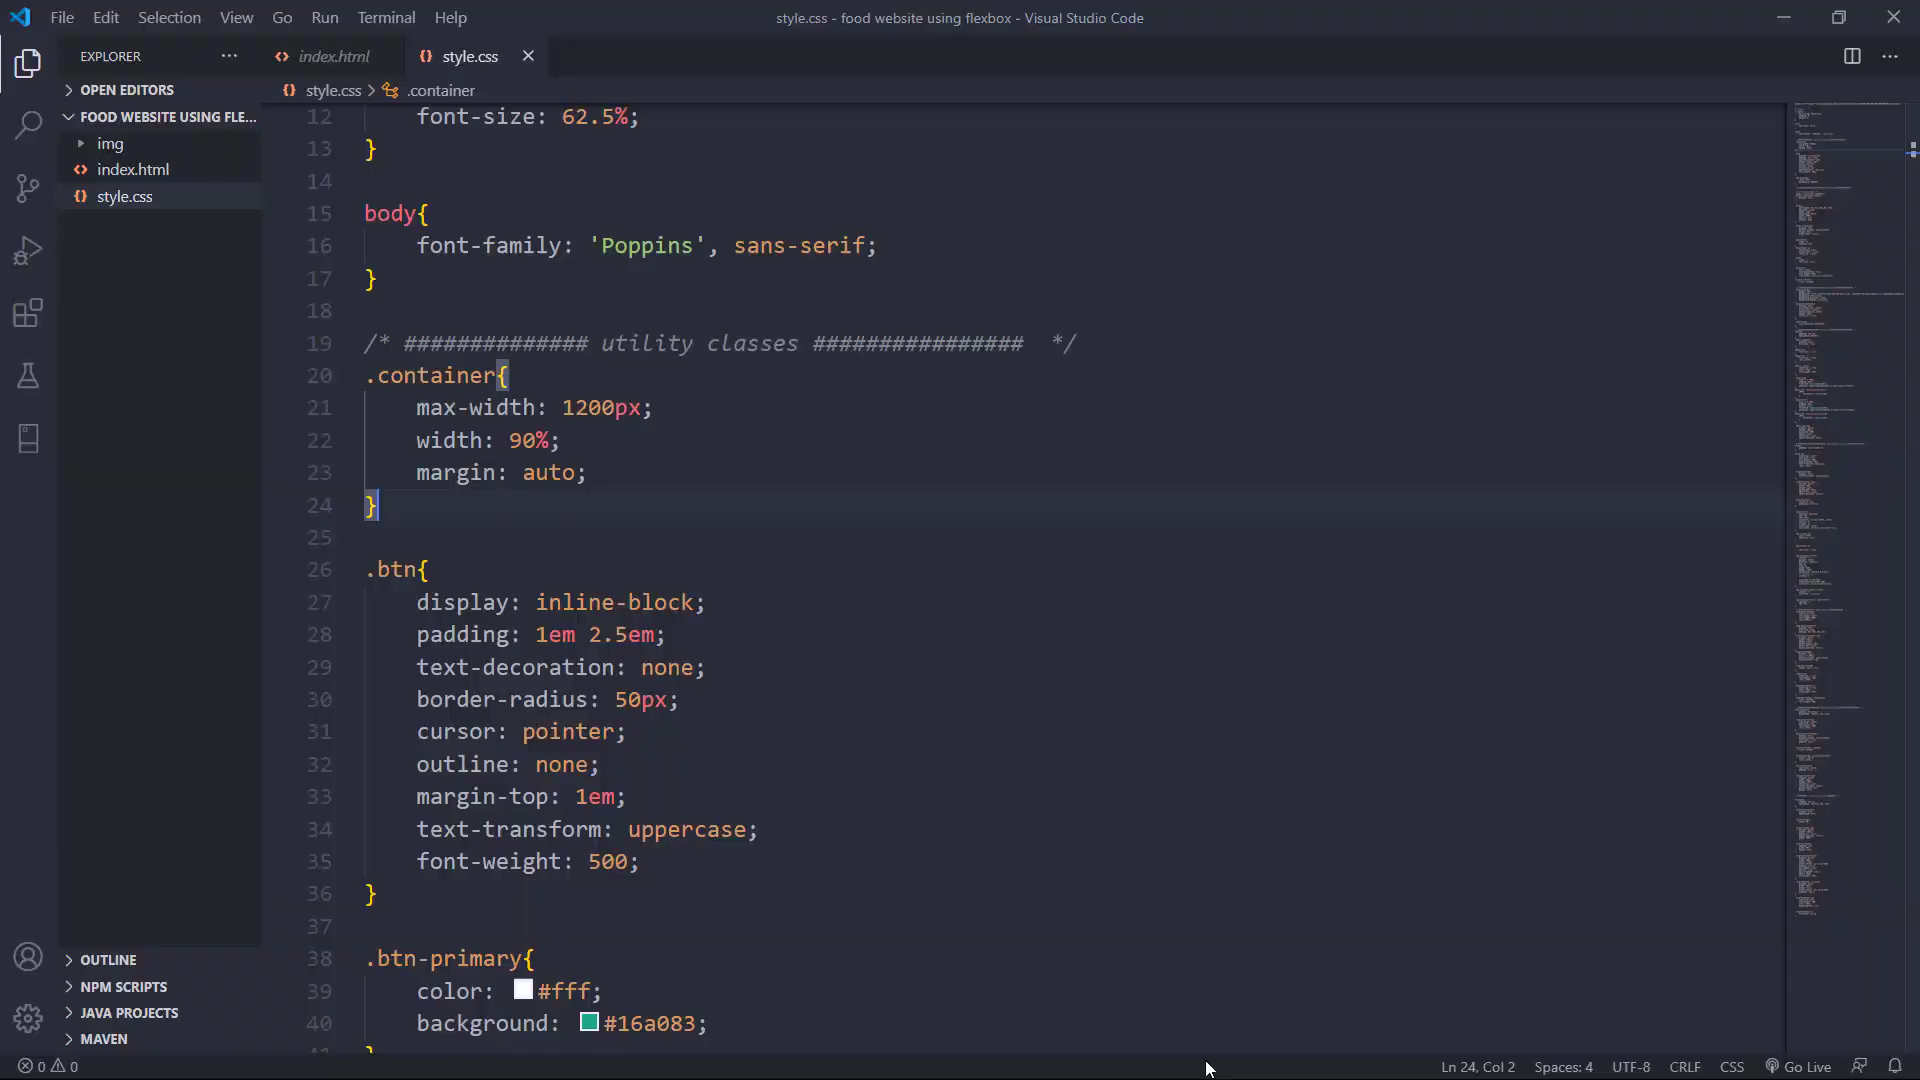 File Edit Selection View Go Run Terminal Help
style.css - food website using flexbox - Visual Studio Code
EXPLORER
index.html
style.css
OPEN EDITORS
style.css > .container
FOOD WEBSITE USING FLE...
img
index.html
style.css
12 font-size: 62.5%;
13 }
14
15 body{
16 font-family: 'Poppins', sans-serif;
17 }
18
19 /* ############## utility classes ################ */
20 .container{
21 max-width: 1200px;
22 width: 90%;
23 margin: auto;
24 }
25
26 .btn{
27 display: inline-block;
28 padding: 1em 2.5em;
29 text-decoration: none;
30 border-radius: 50px;
31 cursor: pointer;
32 outline: none;
33 margin-top: 1em;
34 text-transform: uppercase;
35 font-weight: 500;
36 }
37
38 .btn-primary{
39 color: #fff;
40 background: #16a083;
OUTLINE
NPM SCRIPTS
JAVA PROJECTS
MAVEN
0 0
Ln 24, Col 2 Spaces: 4 UTF-8 CRLF CSS Go Live